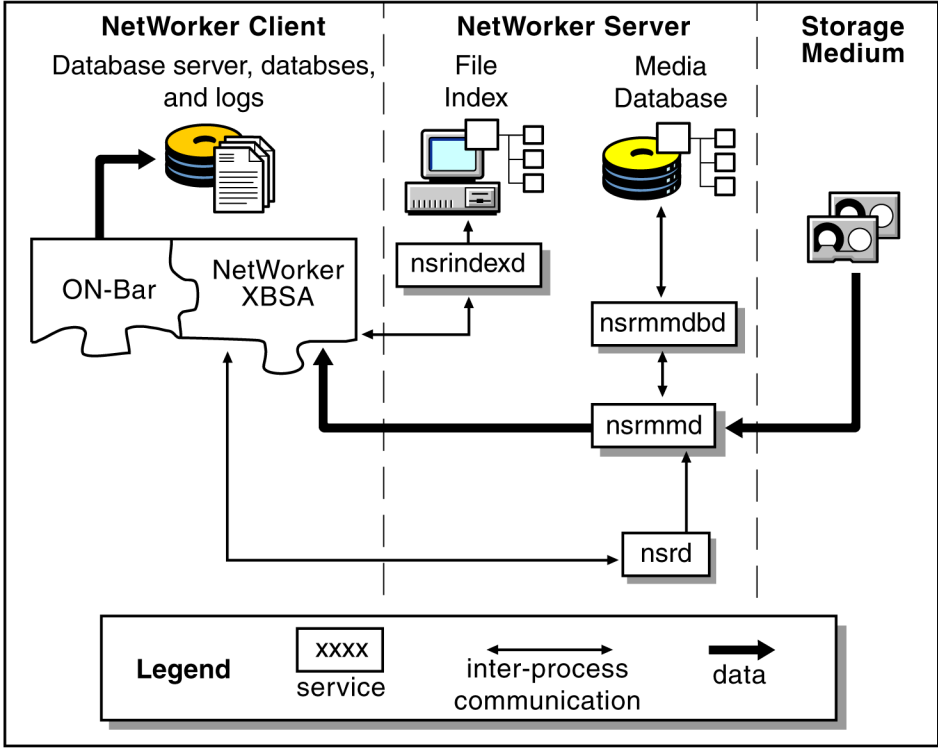 NetWorker Client
NetWorker Server
Storage
Medium
Database server, databses,
and logs
File
Index
Media
Database
ON-Bar
NetWorker
XBSA
nsrindexd
nsrmmdbd
nsrmmd
nsrd
Legend
xxxx
service
inter-process
communication
data